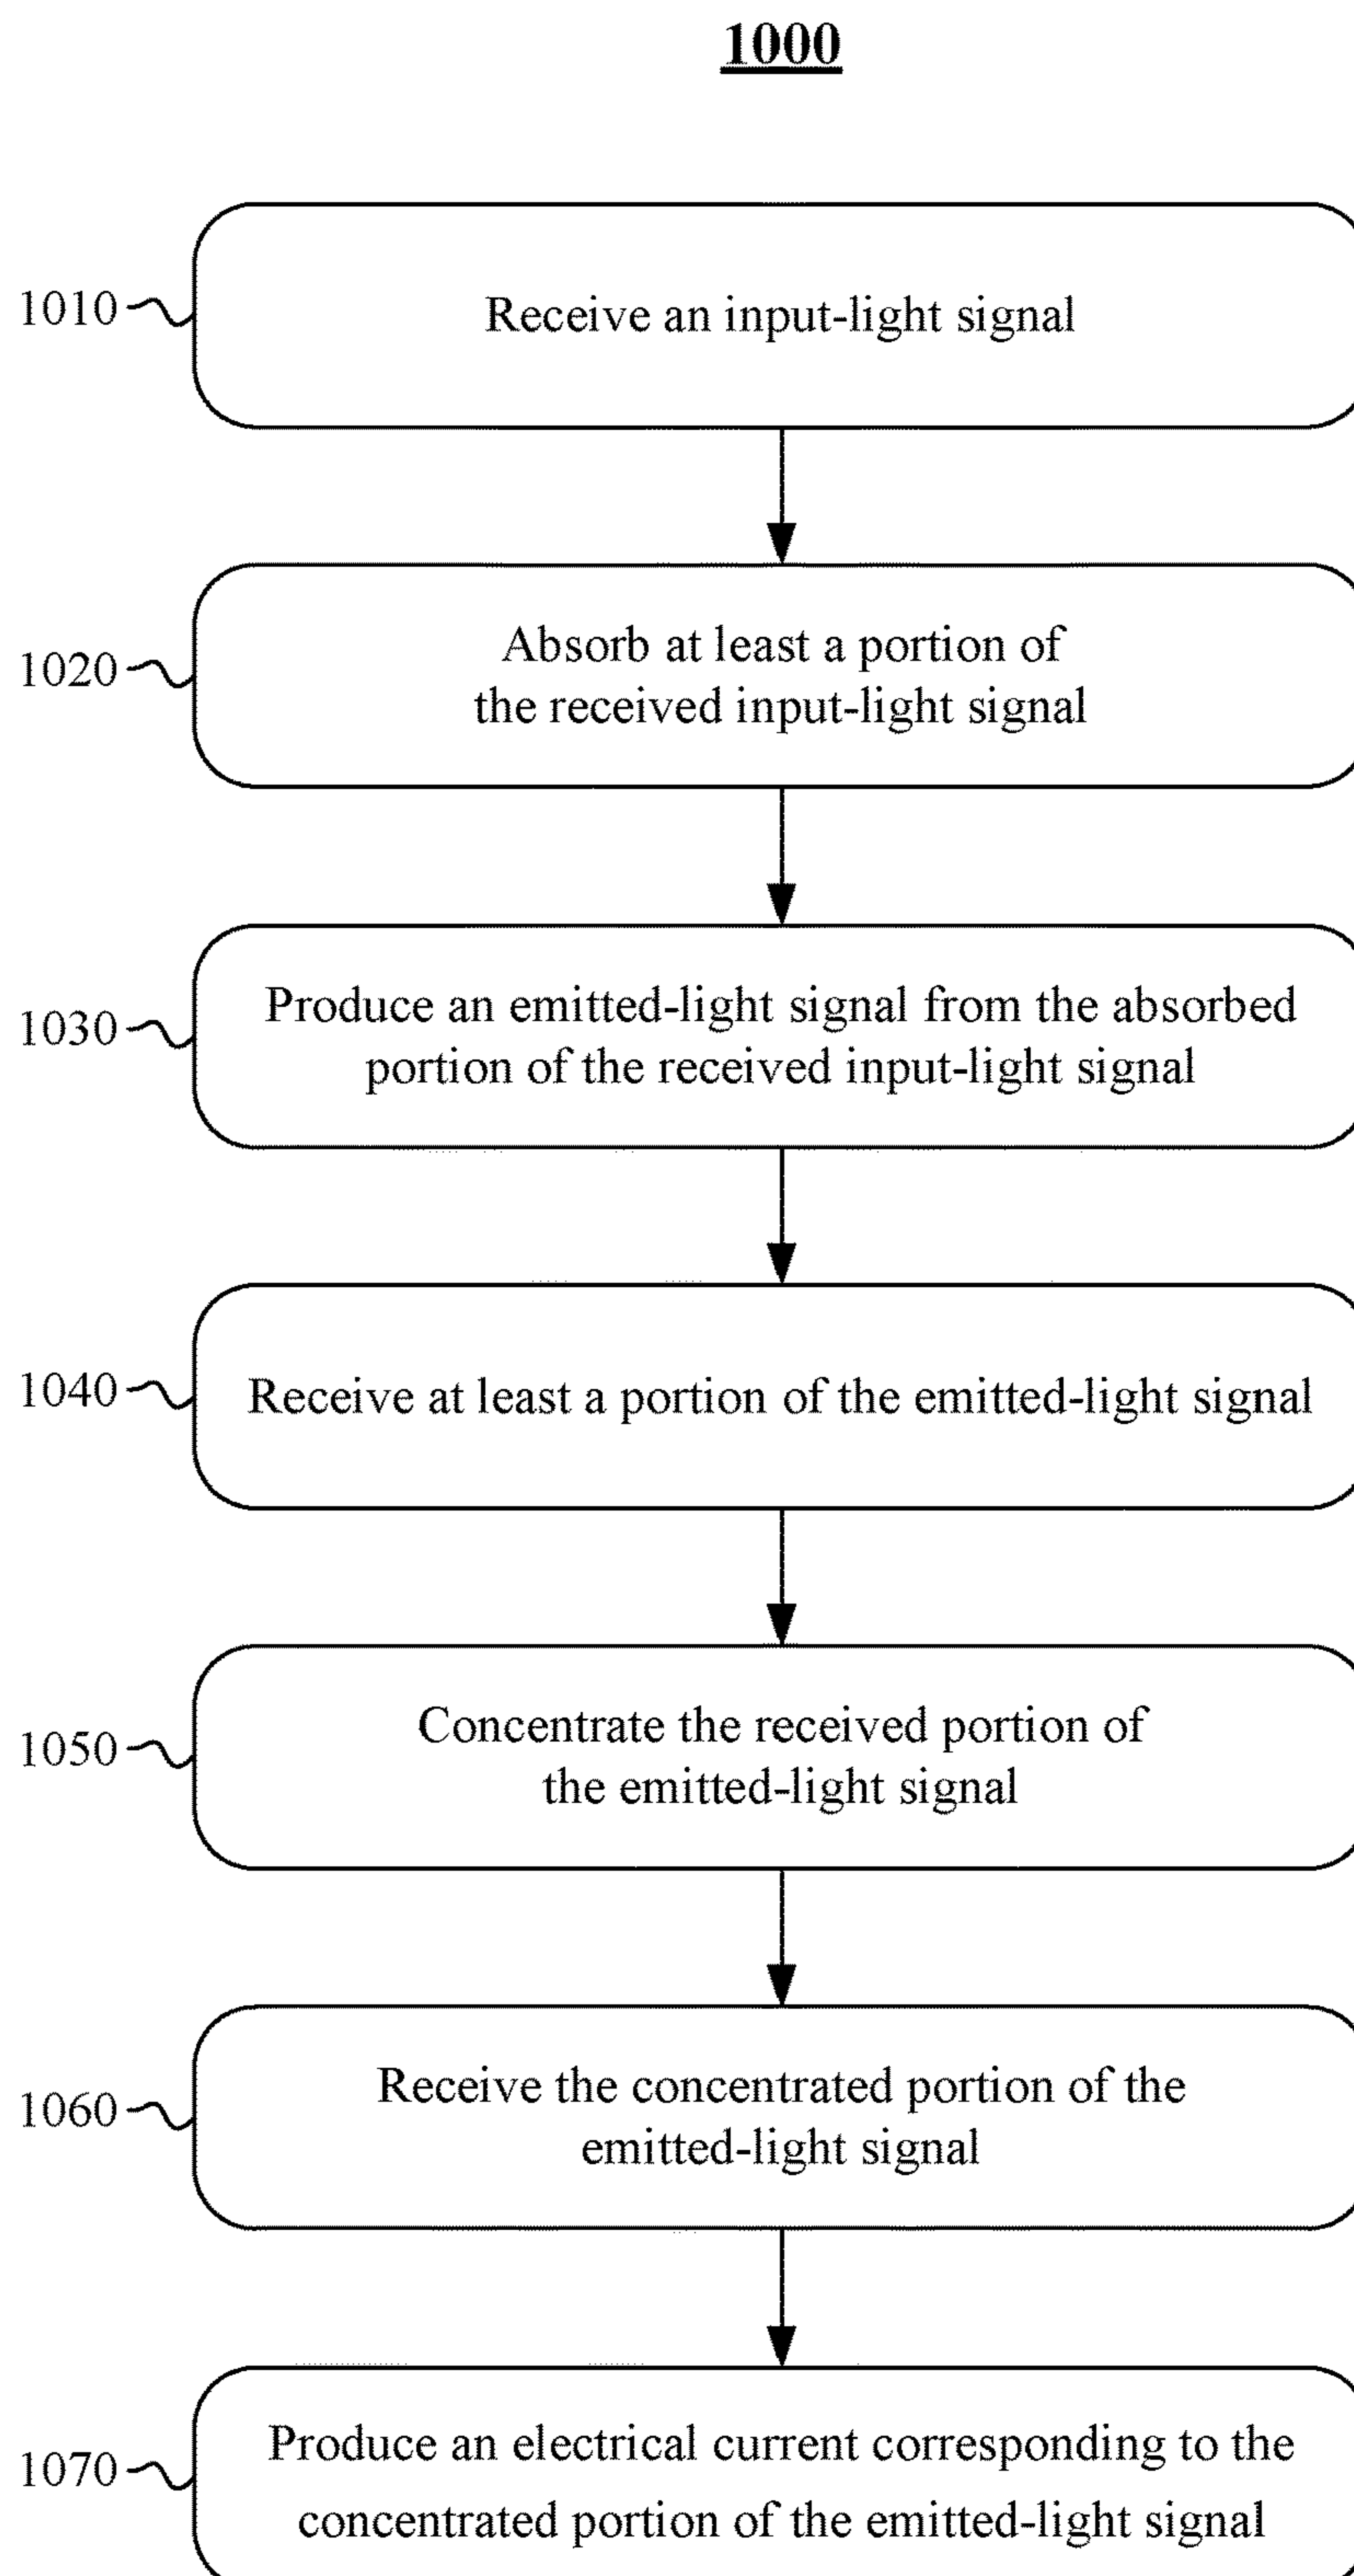 1000
1010
Receive an input-light signal
1020
Absorb at least a portion of
the received input-light signal
1030
Produce an emitted-light signal from the absorbed
portion of the received input-light signal
1040
Receive at least a portion of the emitted-light signal
1050
Concentrate the received portion of
the emitted-light signal
1060
Receive the concentrated portion of the
emitted-light signal
1070
Produce an electrical current corresponding to the
concentrated portion of the emitted-light signal